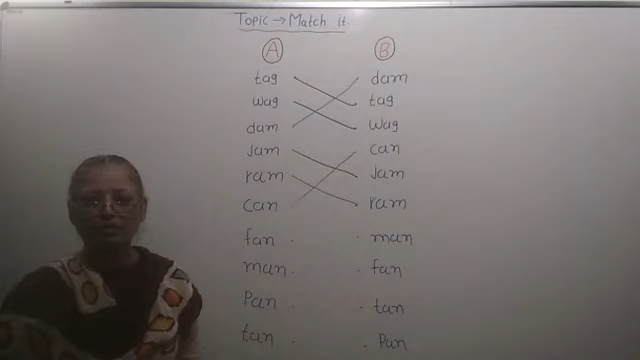 Topic → Match it.
A B
tag dam
wag tag
dam wag
Jam can
ram jam
can ram
fan man
man fan
Pan tan
tan Pan